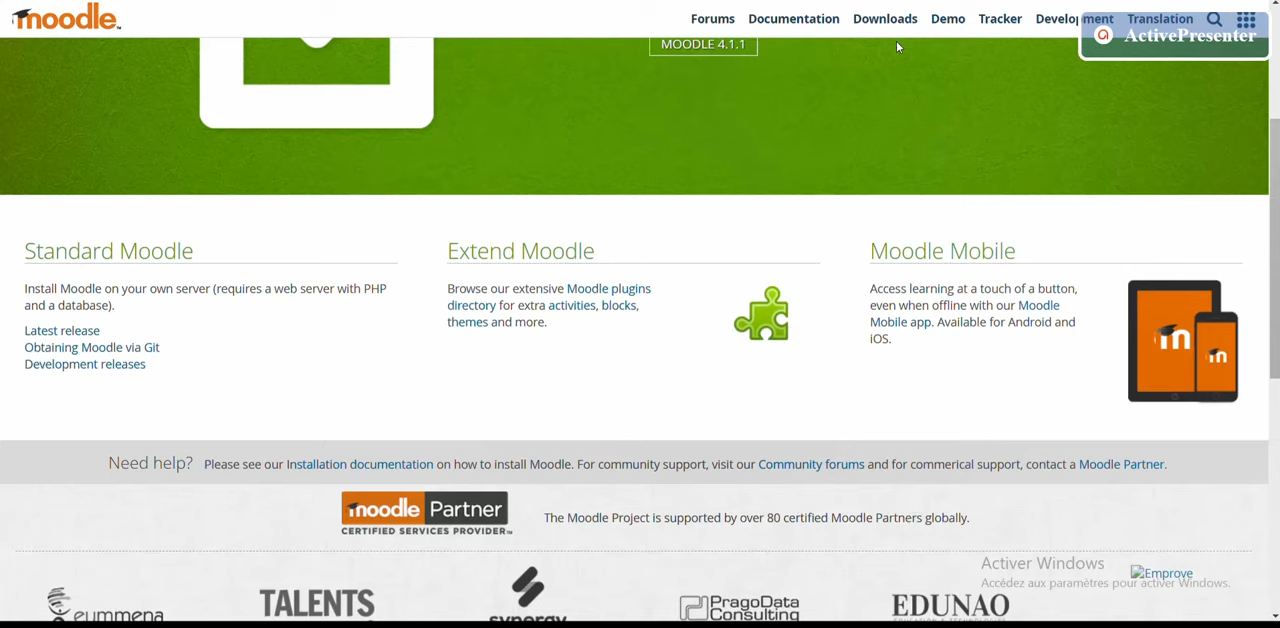 moodle
Forums Documentation Downloads Demo Tracker Development Translation
ActivePresenter
MOODLE 4.1.1
Standard Moodle
Install Moodle on your own server (requires a web server with PHP
and a database).
Latest release
Obtaining Moodle via Git
Development releases
Extend Moodle
Browse our extensive Moodle plugins
directory for extra activities, blocks,
themes and more.
Moodle Mobile
Access learning at a touch of a button,
even when offline with our Moodle
Mobile app. Available for Android and
iOS.
m
m
Need help? Please see our Installation documentation on how to install Moodle. For community support, visit our Community forums and for commerical support, contact a Moodle Partner.
moodle Partner
CERTIFIED SERVICES PROVIDER
The Moodle Project is supported by over 80 certified Moodle Partners globally.
Activer Windows
Accédez aux paramètres pour activer Windows.
Emprove
eummena
TALENTS
synergy
PragoData
Consulting
EDUNAO